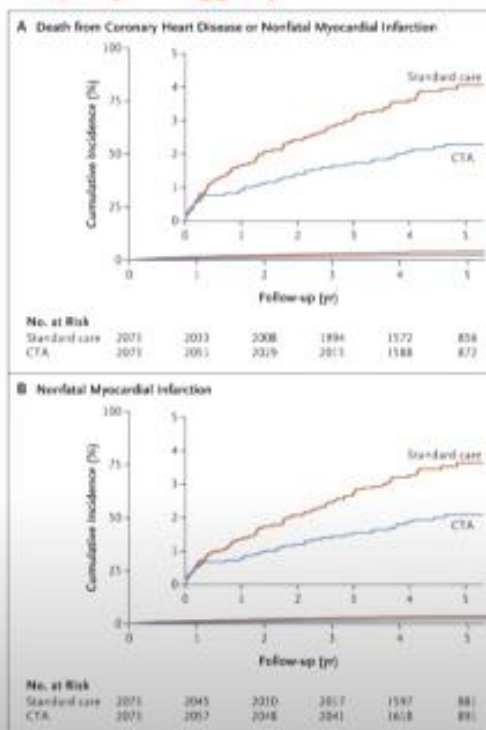 A Death from Coronary Heart Disease or Nonfatal Myocardial Infarction
Cumulative Incidence (%)
100
75
50
25
0
5
4
3
2
1
0
Standard care
CTA
0 1 2 3 4 5
0 1 2 3 4 5
Follow-up (yr)
No. at Risk
Standard care 2073 2033 2008 1994 1572 856
CTA 2073 2051 2029 2015 1588 872
B Nonfatal Myocardial Infarction
Cumulative Incidence (%)
100
75
50
25
0
5
4
3
2
1
0
Standard care
CTA
0 1 2 3 4 5
0 1 2 3 4 5
Follow-up (yr)
No. at Risk
Standard care 2073 2045 2017 1597 881
CTA 2073 2057 2048 2041 1618 891